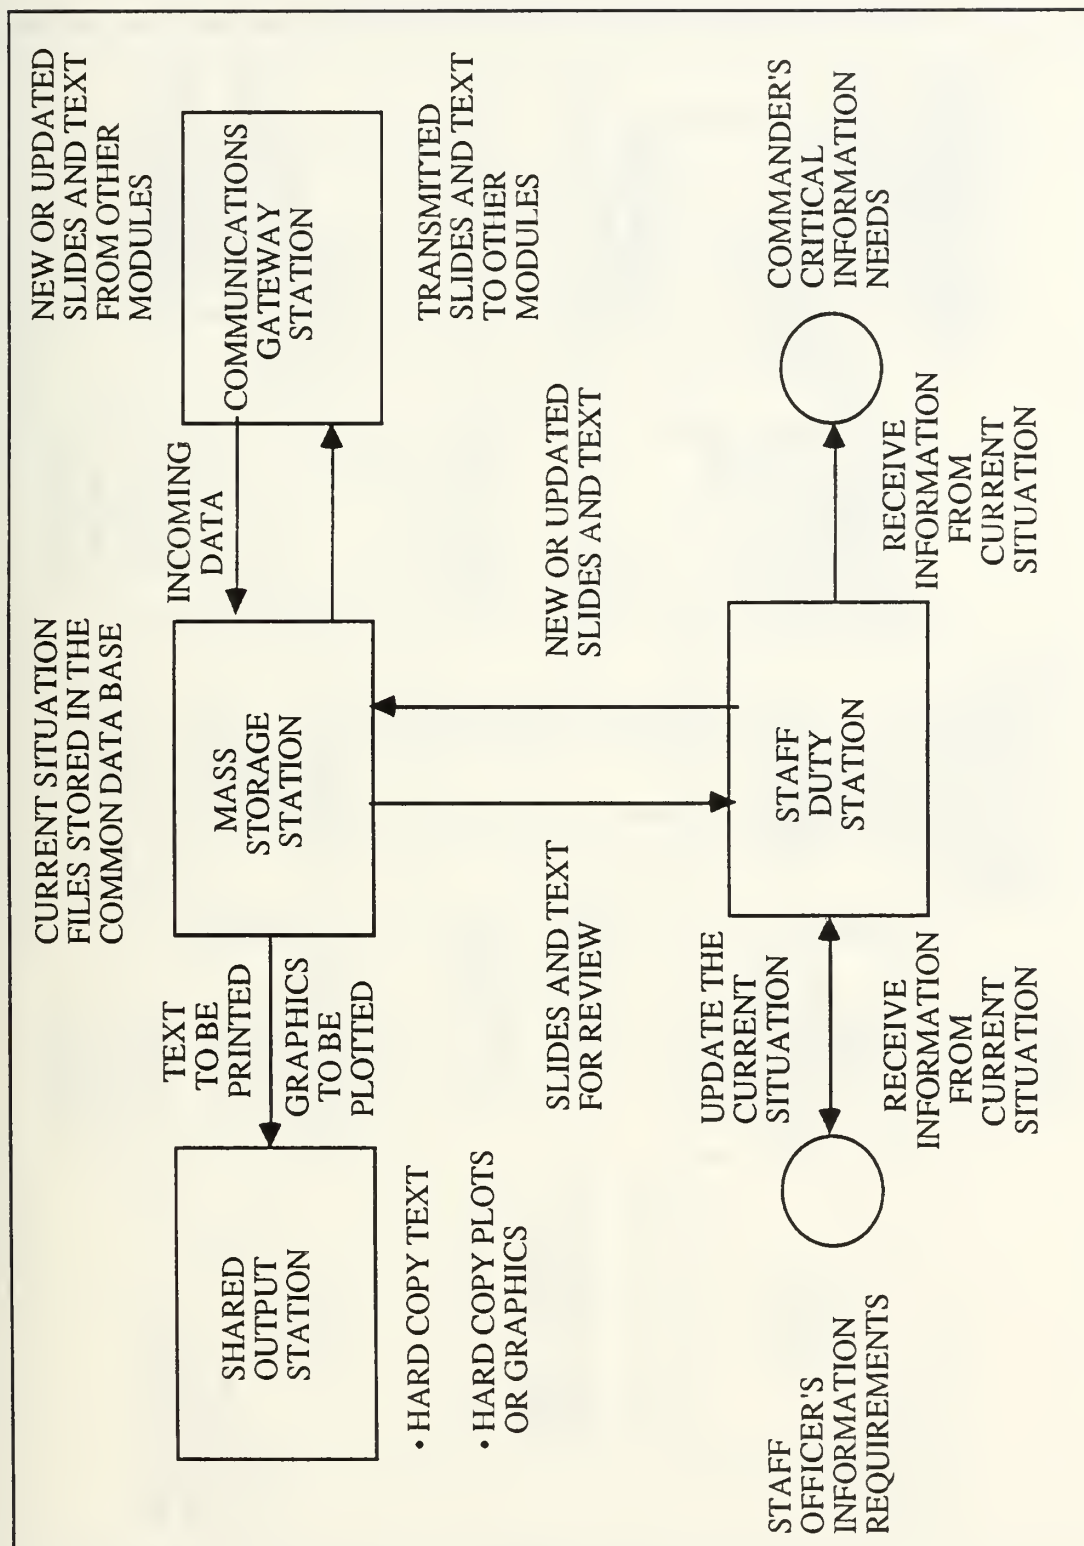 CURRENT SITUATION
FILES STORED IN THE
COMMON DATA BASE
NEW OR UPDATED
SLIDES AND TEXT
FROM OTHER
MODULES
SHARED
OUTPUT
STATION
TEXT
TO BE
PRINTED
GRAPHICS
TO BE
PLOTTED
MASS
STORAGE
STATION
INCOMING
DATA
COMMUNICATIONS
GATEWAY
STATION
• HARD COPY TEXT
• HARD COPY PLOTS
OR GRAPHICS
TRANSMITTED
SLIDES AND TEXT
TO OTHER
MODULES
SLIDES AND TEXT
FOR REVIEW
NEW OR UPDATED
SLIDES AND TEXT
STAFF
OFFICER'S
INFORMATION
REQUIREMENTS
UPDATE THE
CURRENT
SITUATION
RECEIVE
INFORMATION
FROM
CURRENT
SITUATION
STAFF
DUTY
STATION
RECEIVE
INFORMATION
FROM
CURRENT
SITUATION
COMMANDER'S
CRITICAL
INFORMATION
NEEDS